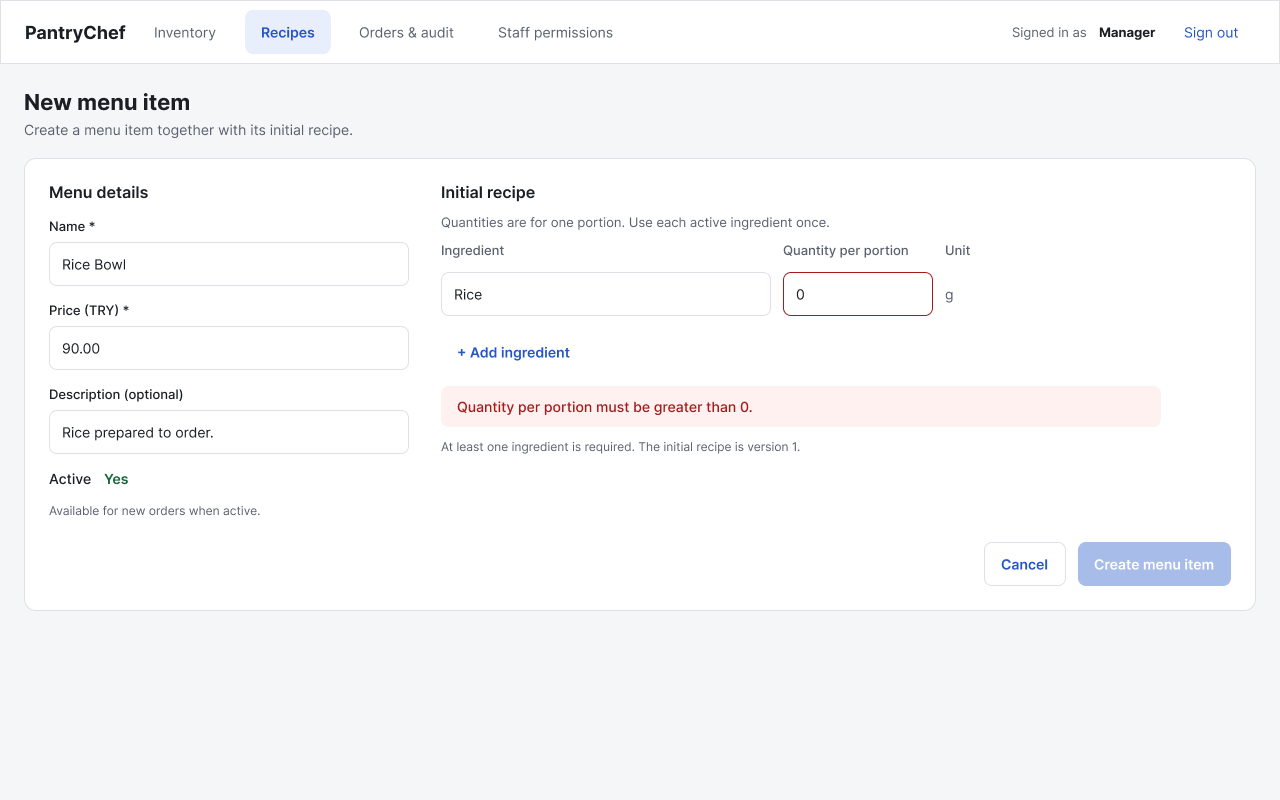 PantryChef Inventory Recipes Orders & audit Staff permissions Signed in as Manager Sign out
New menu item
Create a menu item together with its initial recipe.
Menu details
Name *
Rice Bowl
Price (TRY) *
90.00
Description (optional)
Rice prepared to order.
Active Yes
Available for new orders when active.
Initial recipe
Quantities are for one portion. Use each active ingredient once.
Ingredient Quantity per portion Unit
Rice 0 g
+ Add ingredient
Quantity per portion must be greater than 0.
At least one ingredient is required. The initial recipe is version 1.
Cancel Create menu item